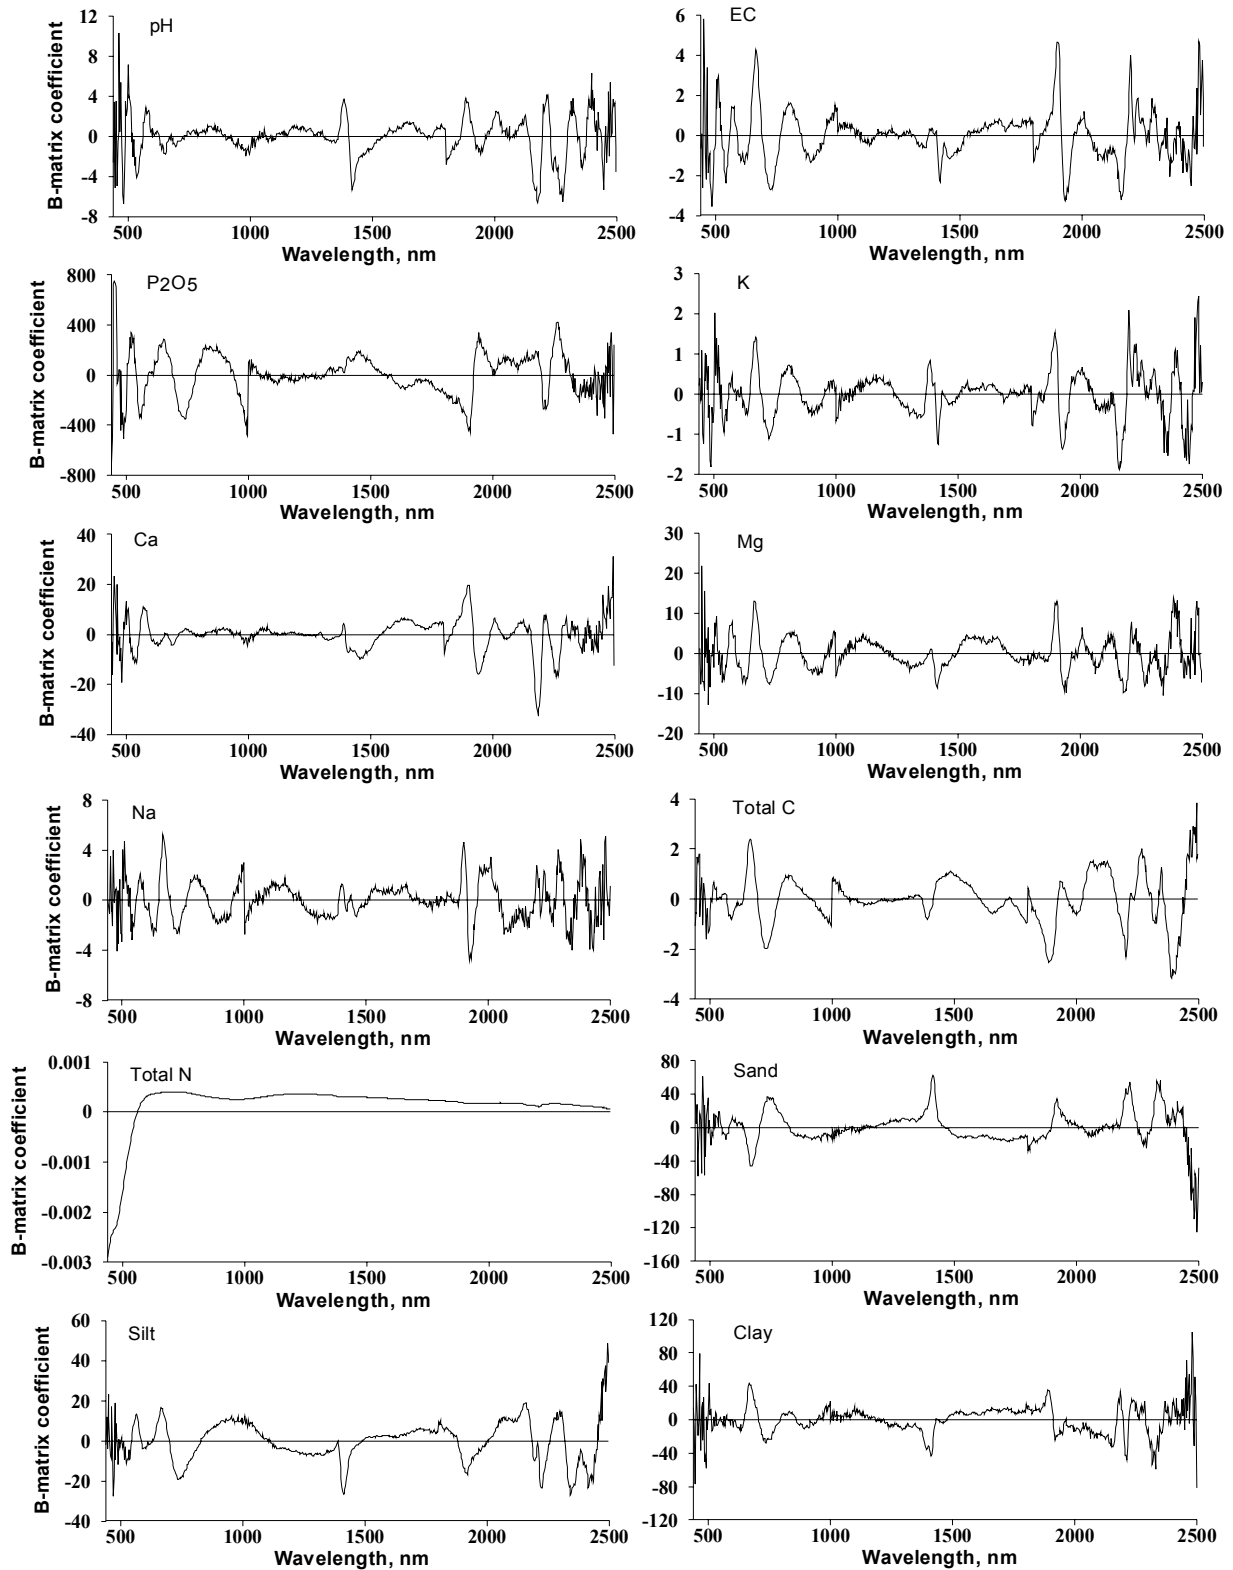 pH
B-matrix coefficient
12
8
4
0
-4
-8
500 1000 1500 2000 2500
Wavelength, nm
EC
6
4
2
0
-2
-4
500 1000 1500 2000 2500
Wavelength, nm
P2O5
B-matrix coefficient
800
400
0
-400
-800
500 1000 1500 2000 2500
Wavelength, nm
K
3
2
1
0
-1
-2
500 1000 1500 2000 2500
Wavelength, nm
Ca
B-matrix coefficient
40
20
0
-20
-40
500 1000 1500 2000 2500
Wavelength, nm
Mg
30
20
10
0
-10
-20
500 1000 1500 2000 2500
Wavelength, nm
Na
B-matrix coefficient
8
4
0
-4
-8
500 1000 1500 2000 2500
Wavelength, nm
Total C
4
2
0
-2
-4
500 1000 1500 2000 2500
Wavelength, nm
Total N
B-matrix coefficient
0.001
0
-0.001
-0.002
-0.003
500 1000 1500 2000 2500
Wavelength, nm
Sand
80
40
0
-40
-80
-120
-160
500 1000 1500 2000 2500
Wavelength, nm
Silt
B-matrix coefficient
60
40
20
0
-20
-40
500 1000 1500 2000 2500
Wavelength, nm
Clay
120
80
40
0
-40
-80
-120
500 1000 1500 2000 2500
Wavelength, nm